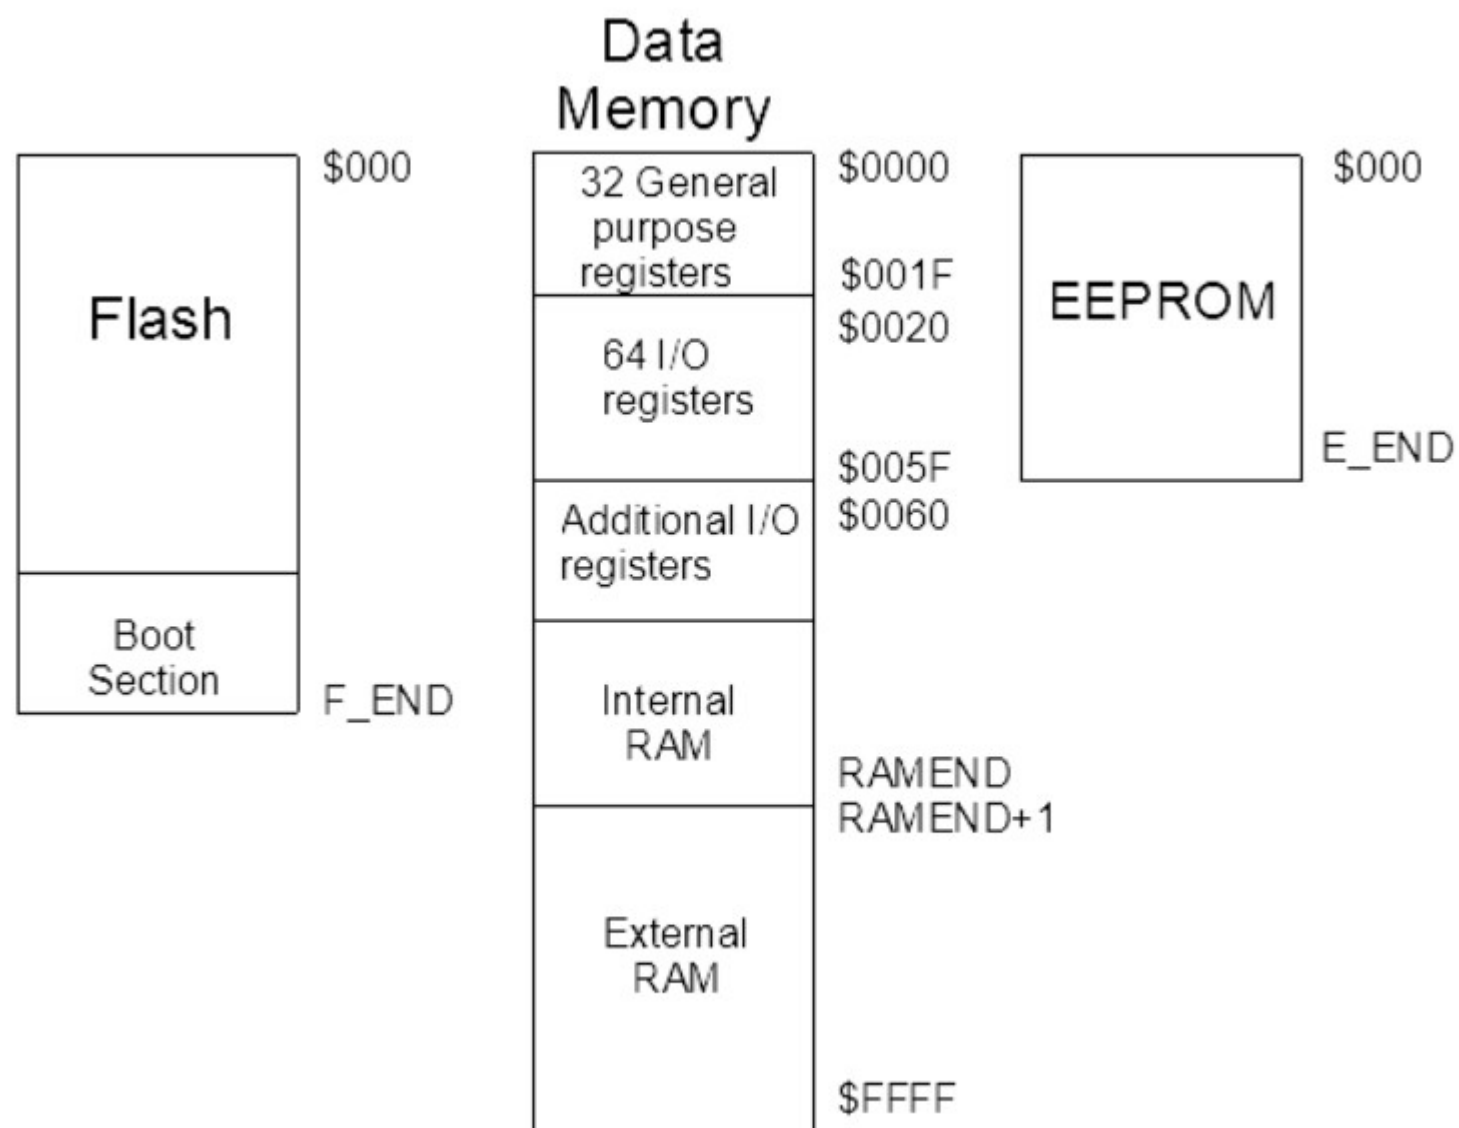 Data
Memory
$000
Flash
Boot
Section
F_END
32 General
purpose
registers
$0000
$001F
64 I/O
registers
$0020
$005F
Additional I/O
registers
$0060
Internal
RAM
RAMEND
RAMEND+1
External
RAM
$FFFF
$000
EEPROM
E_END